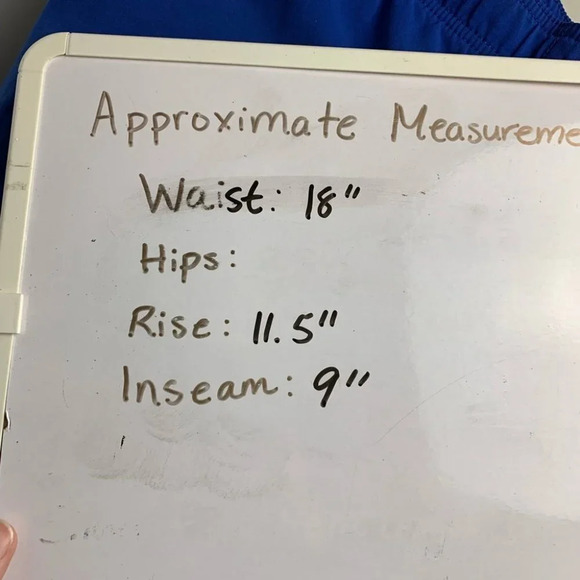 Approximate Measureme
Waist: 18"
Hips:
Rise: 11.5"
Inseam: 9"